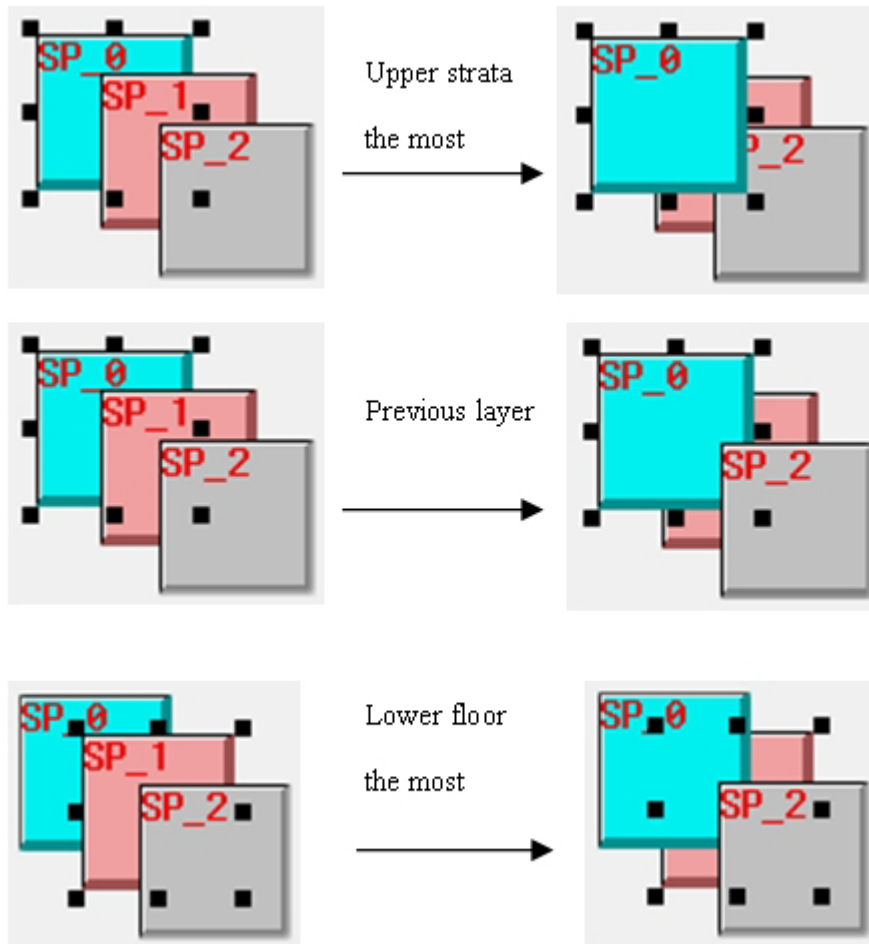 SP_0
SP_1
SP_2
Upper strata
the most
SP_0
P_2
SP_0
SP_1
SP_2
Previous layer
SP_0
SP_2
SP_0
SP_1
SP_2
Lower floor
the most
SP_0
SP_2